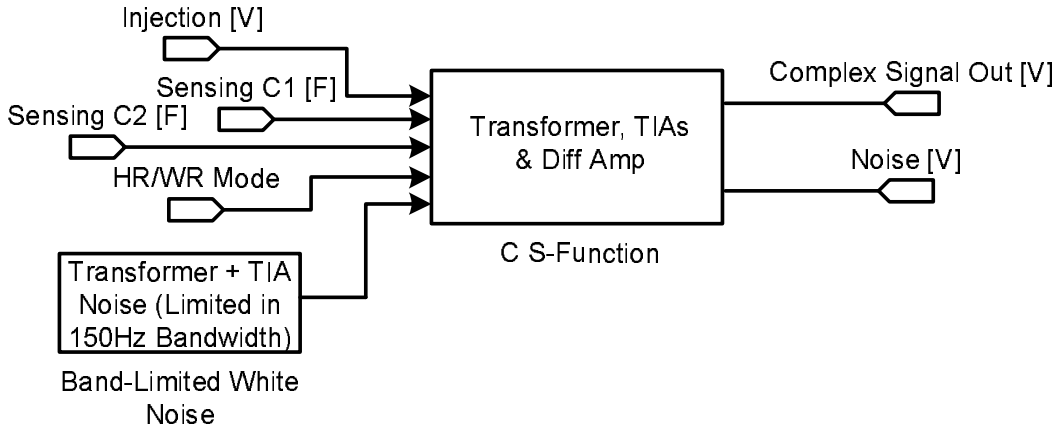 Injection [V]
Sensing C1 [F]
Sensing C2 [F]
HR/WR Mode
Transformer + TIA
Noise (Limited in
150Hz Bandwidth)
Band-Limited White
Noise
Transformer, TIAs
& Diff Amp
C S-Function
Complex Signal Out [V]
Noise [V]